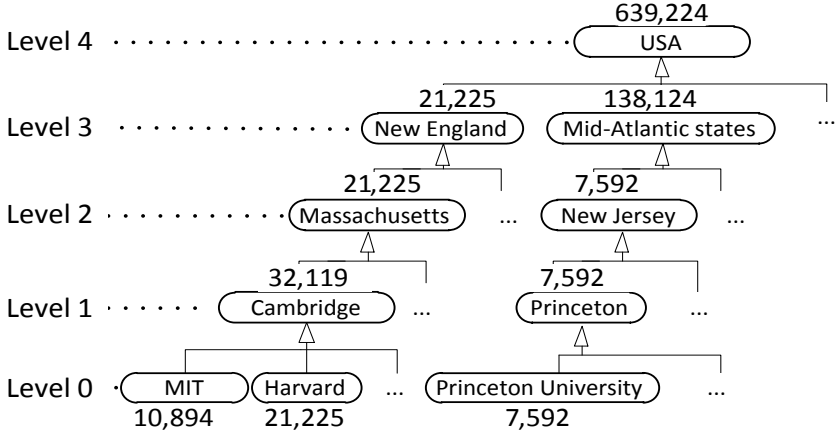 639,224
Level 4 USA
21,225 138,124
Level 3 New England Mid-Atlantic states ...
21,225 7,592
Level 2 Massachusetts ... New Jersey ...
32,119 7,592
Level 1 Cambridge ... Princeton ...
Level 0 MIT Harvard ... Princeton University ...
10,894 21,225 7,592